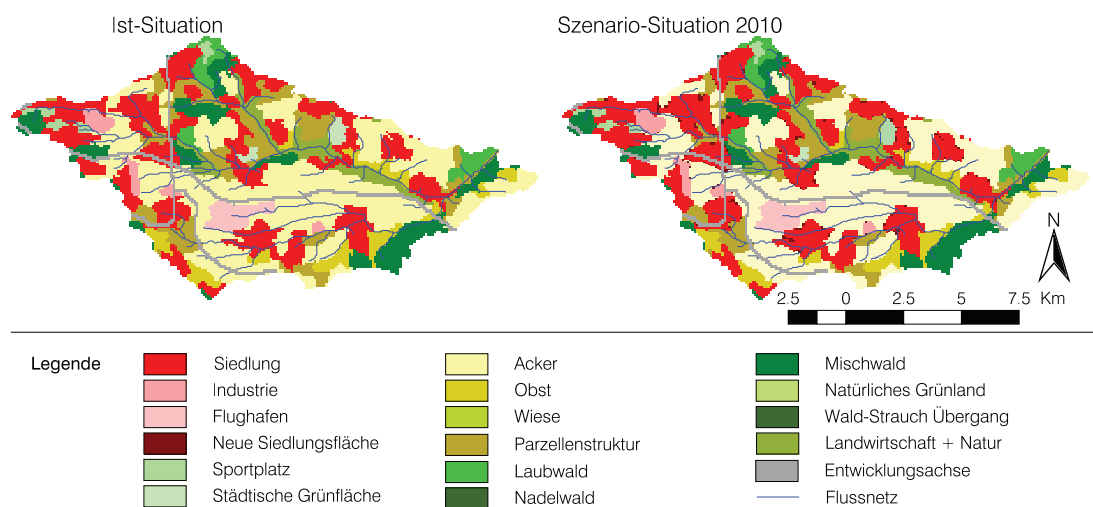 Ist-Situation
Szenario-Situation 2010
N
2.5 0 2.5 5 7.5 Km
Legende
Siedlung
Industrie
Flughafen
Neue Siedlungsfläche
Sportplatz
Städtische Grünfläche
Acker
Obst
Wiese
Parzellenstruktur
Laubwald
Nadelwald
Mischwald
Natürliches Grünland
Wald-Strauch Übergang
Landwirtschaft + Natur
Entwicklungsachse
Flussnetz